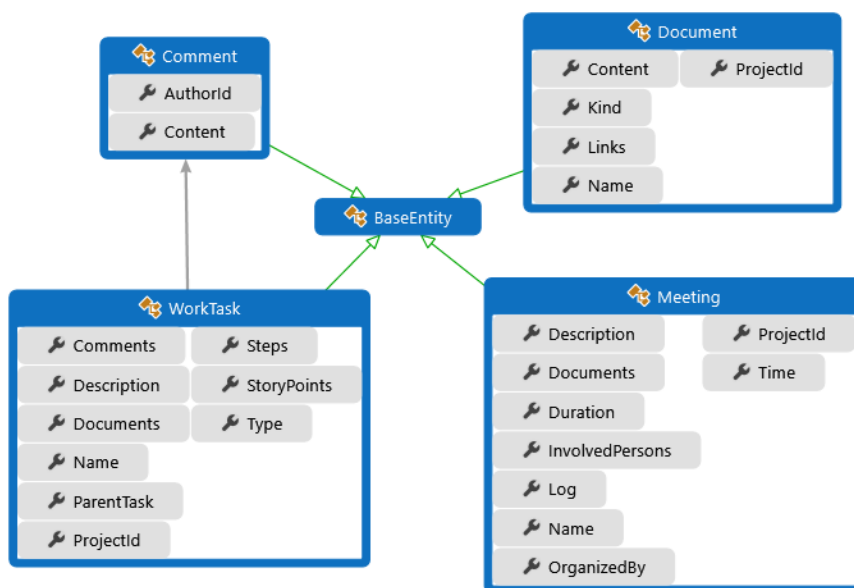 Comment
AuthorId
Content
Document
Content ProjectId
Kind
Links
Name
BaseEntity
WorkTask
Comments Steps
Description StoryPoints
Documents Type
Name
ParentTask
ProjectId
Meeting
Description ProjectId
Documents Time
Duration
InvolvedPersons
Log
Name
OrganizedBy